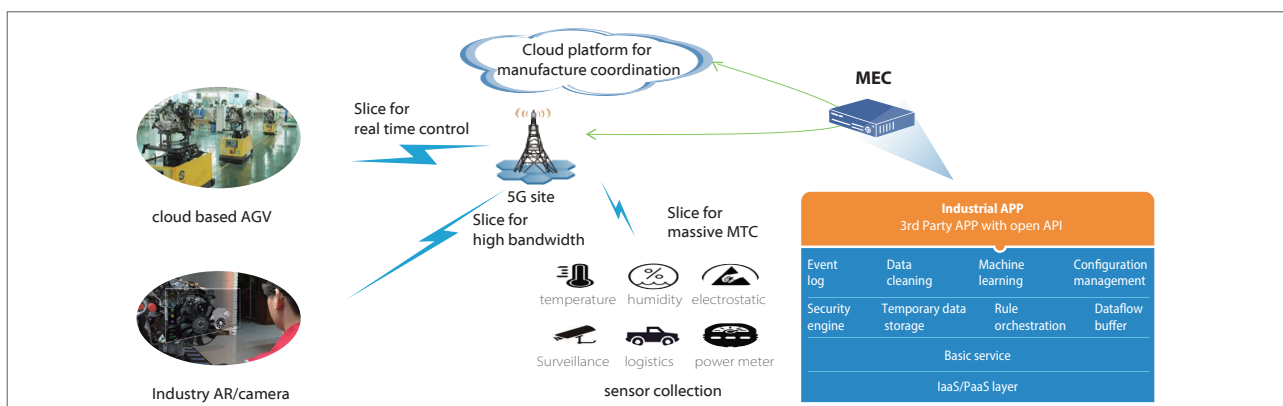 Cloud platform for
manufacture coordination
MEC
Slice for
real time control
cloud based AGV
5G site
Slice for
high bandwidth
Slice for
massive MTC
Industry AR/camera
%
temperature humidity electrostatic
Surveillance logistics power meter
sensor collection
Industrial APP
3rd Party APP with open API
Event
log
Data
cleaning
Machine
learning
Configuration
management
Security
engine
Temporary data
storage
Rule
orchestration
Dataflow
buffer
Basic service
IaaS/PaaS layer